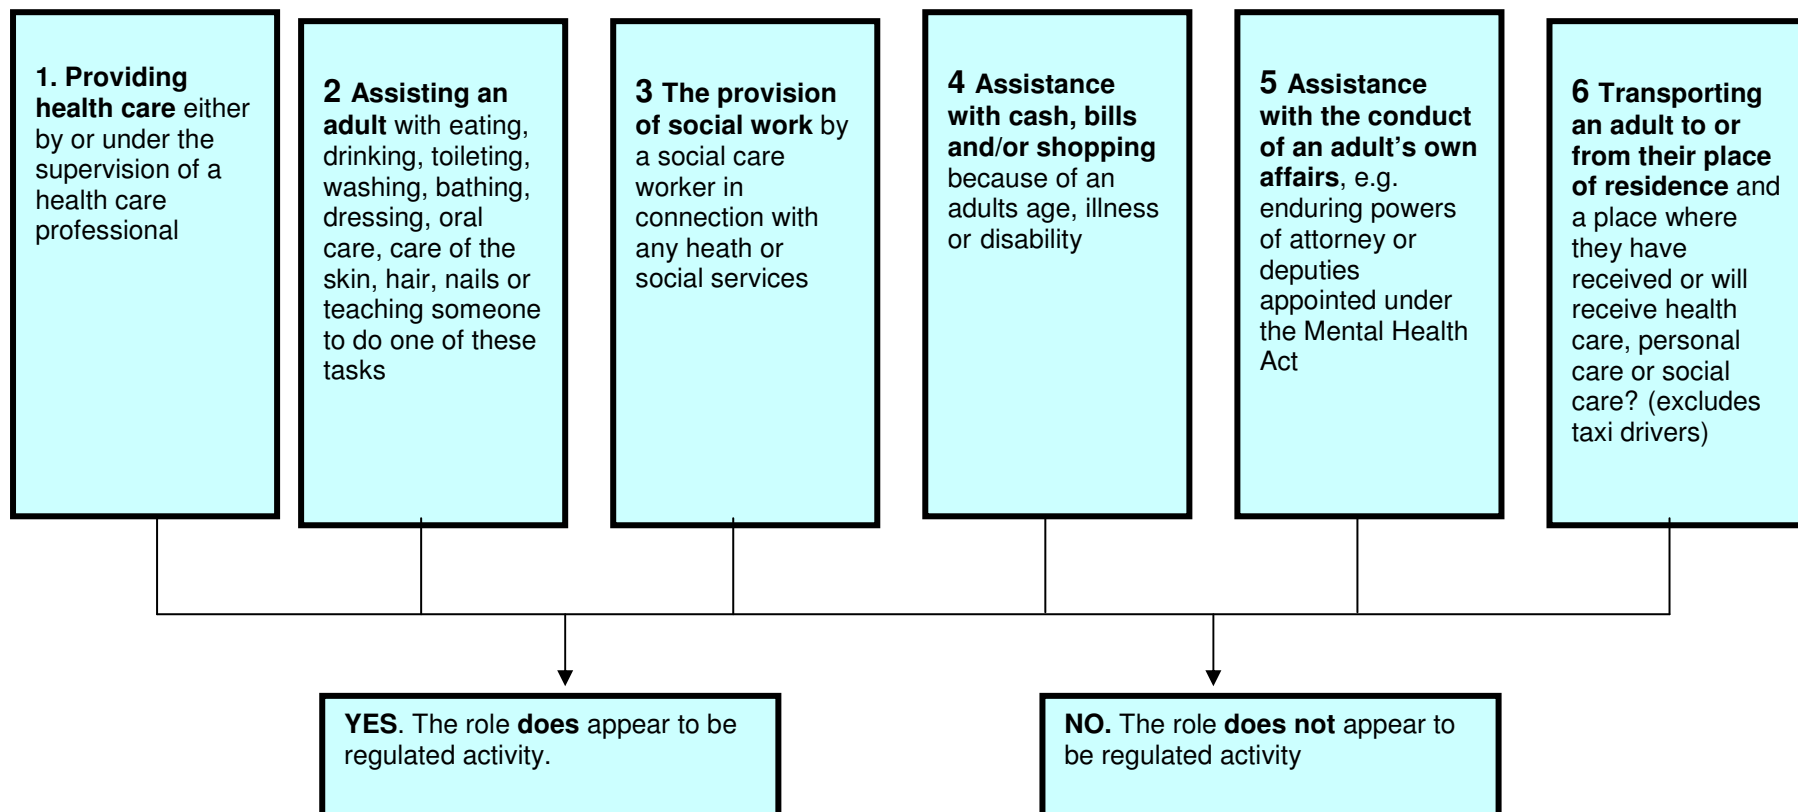 1. Providing
health care either
by or under the
supervision of a
health care
professional
2 Assisting an
adult with eating,
drinking, toileting,
washing, bathing,
dressing, oral
care, care of the
skin, hair, nails or
teaching someone
to do one of these
tasks
3 The provision
of social work by
a social care
worker in
connection with
any heath or
social services
4 Assistance
with cash, bills
and/or shopping
because of an
adults age, illness
or disability
5 Assistance
with the conduct
of an adult’s own
affairs, e.g.
enduring powers
of attorney or
deputies
appointed under
the Mental Health
Act
6 Transporting
an adult to or
from their place
of residence and
a place where
they have
received or will
receive health
care, personal
care or social
care? (excludes
taxi drivers)
YES. The role does appear to be
regulated activity.
NO. The role does not appear to
be regulated activity